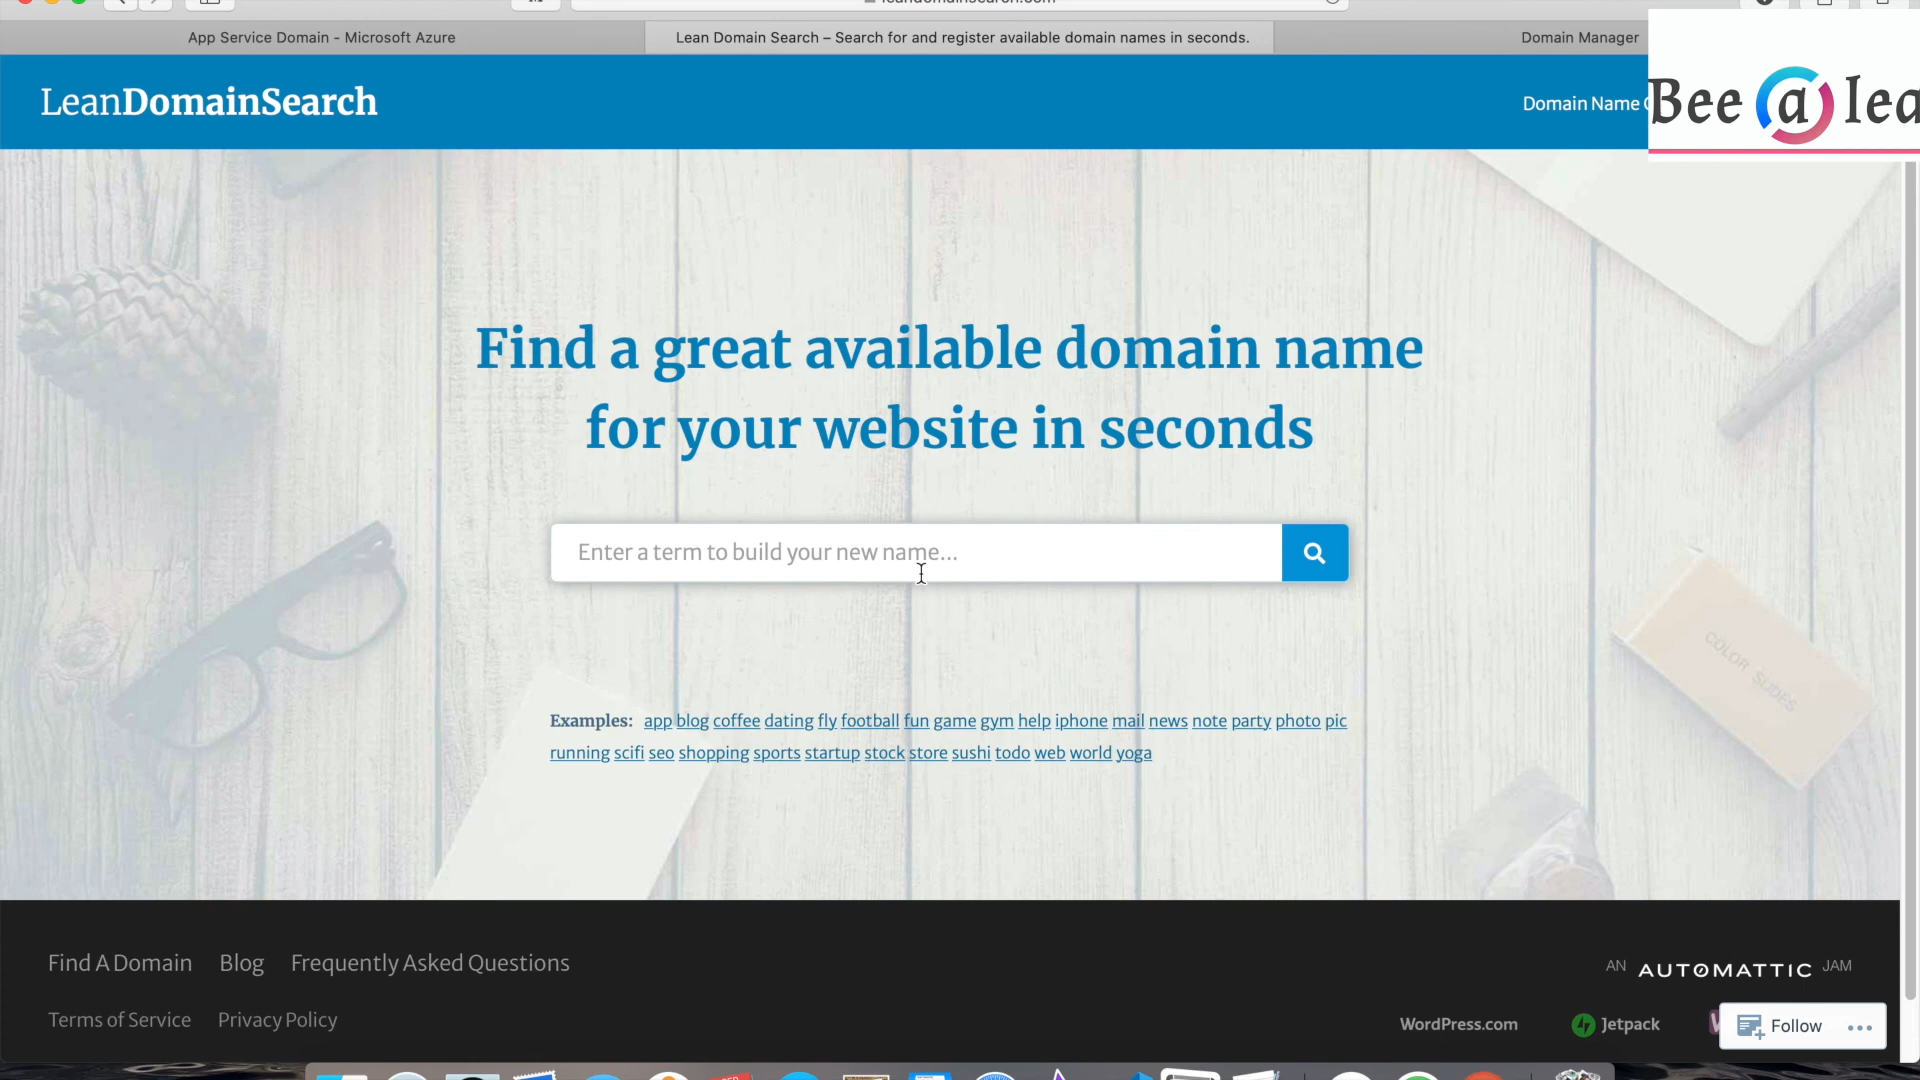 App Service Domain - Microsoft Azure
Lean Domain Search – Search for and register available domain names in seconds.
Domain Manager
LeanDomainSearch
Domain Name
Bee a lea
Find a great available domain name
for your website in seconds
Enter a term to build your new name...
COLOR SLIDES
Examples: app blog coffee dating fly football fun game gym help iphone mail news note party photo pic
running scifi seo shopping sports startup stock store sushi todo web world yoga
Find A Domain Blog Frequently Asked Questions
AN AUTOMATTIC JAM
Terms of Service Privacy Policy
WordPress.com Jetpack
Follow